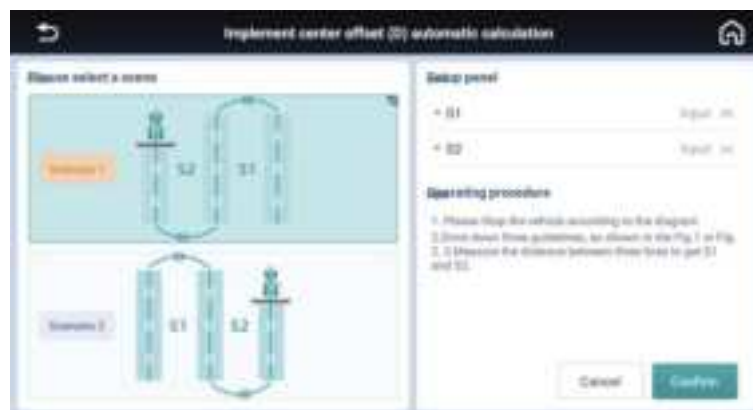 Implement center offset (D) automatic calculation
Please select a scene
Scenario 1
S2
S1
Scenario 2
S1
S2
Setup panel
* S1
Input m
* S2
Input m
Operating procedure
1. Please Stop the vehicle according to the diagram.
2.Drive down three guidelines, as shown in the Fig.1 or Fig.
2. 3.Measure the distance between three lines to get S1
and S2.
Cancel
Confirm